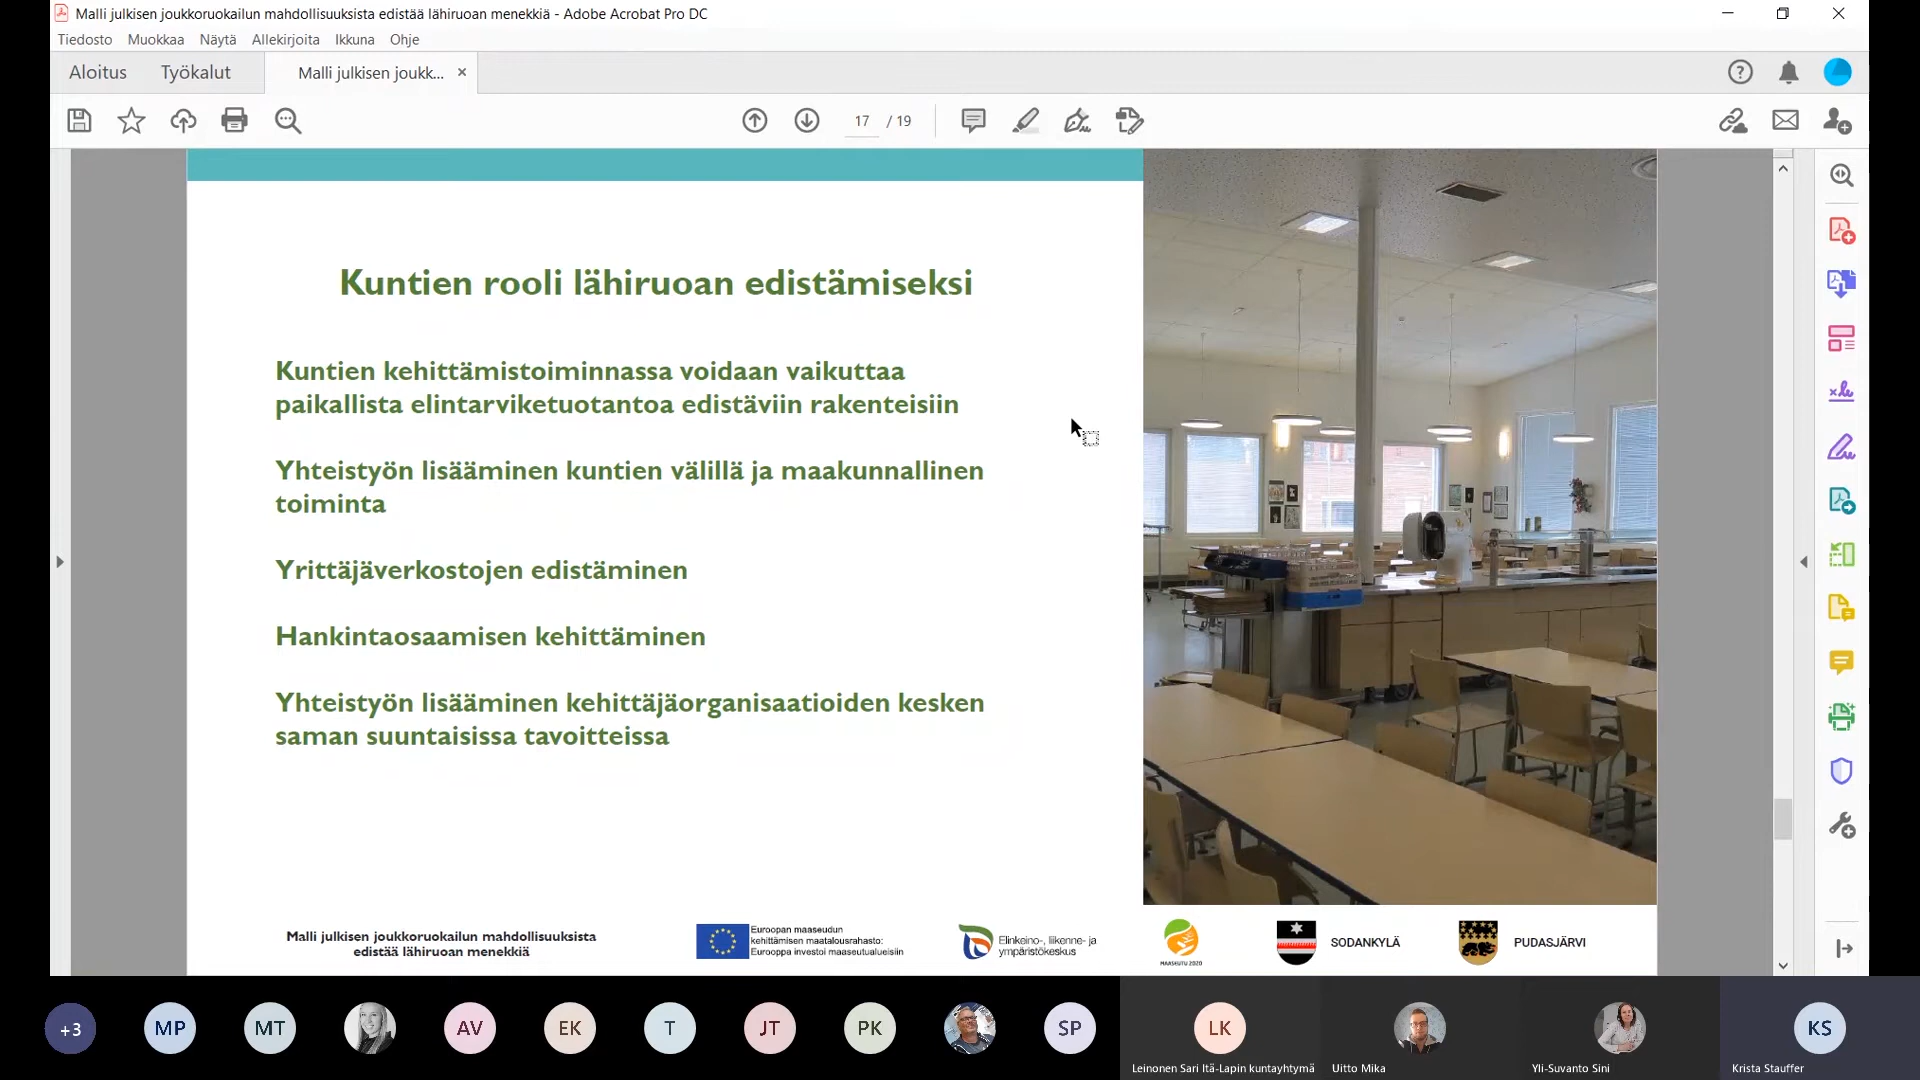 Malli julkisen joukkoruokailun mahdollisuuksista edistää lähiruoan menekkiä - Adobe Acrobat Pro DC
Tiedosto Muokkaa Näytä Allekirjoita Ikkuna Ohje
Aloitus Työkalut Malli julkisen joukk... ×
17 / 19
Kuntien rooli lähiruoan edistämiseksi
Kuntien kehittämistoiminnassa voidaan vaikuttaa
paikallista elintarviketuotantoa edistäviin rakenteisiin
Yhteistyön lisääminen kuntien välillä ja maakunnallinen
toiminta
Yrittäjäverkostojen edistäminen
Hankintaosaamisen kehittäminen
Yhteistyön lisääminen kehittäjäorganisaatioiden kesken
saman suuntaisissa tavoitteissa
Malli julkisen joukkoruokailun mahdollisuuksista
edistää lähiruoan menekkiä
Euroopan maaseudun
kehittämisen maatalousrahasto:
Eurooppa investoi maaseutualueisiin
Elinkeino-, liikenne- ja
ympäristökeskus
MAASEUTU 2020
SODANKYLÄ
PUDASJÄRVI
+3 MP MT AV EK T JT PK SP LK KS
Leinonen Sari Itä-Lapin kuntayhtymä Uitto Mika Yli-Suvanto Sini Krista Stauffer